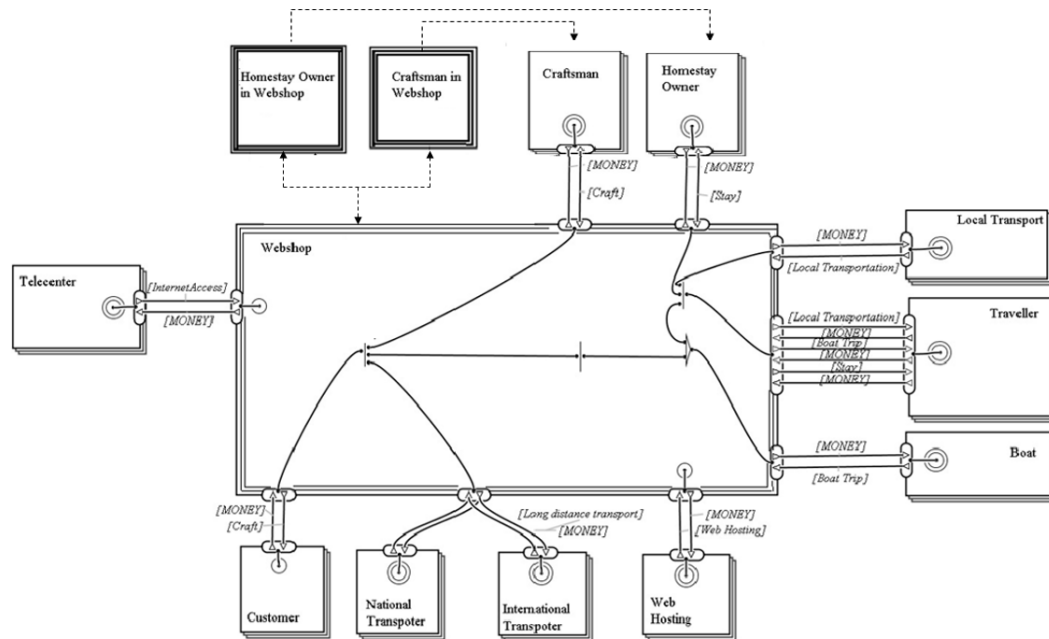 Homestay Owner
in Webshop
Craftsman in
Webshop
Craftsman
Homestay
Owner
[MONEY]
[Craft]
[MONEY]
[Stay]
Webshop
Telecenter
[InternetAccess]
[MONEY]
Local Transport
[MONEY]
[Local Transportation]
Traveller
[Local Transportation]
[MONEY]
[Boat Trip]
[MONEY]
[Stay]
[MONEY]
Boat
[MONEY]
[Boat Trip]
[MONEY]
[Craft]
[Long distance transport]
[MONEY]
[MONEY]
[Web Hosting]
Customer
National
Transpoter
International
Transpoter
Web
Hosting